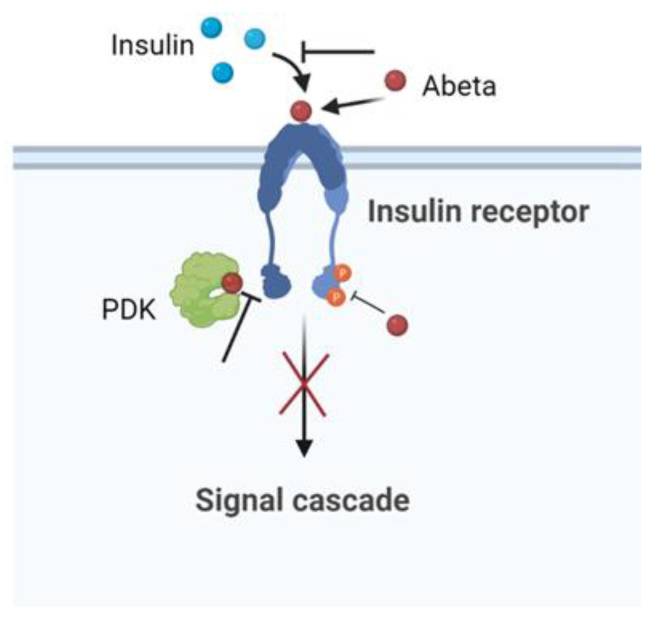 Insulin
Abeta
Insulin receptor
P
PDK
P
Signal cascade